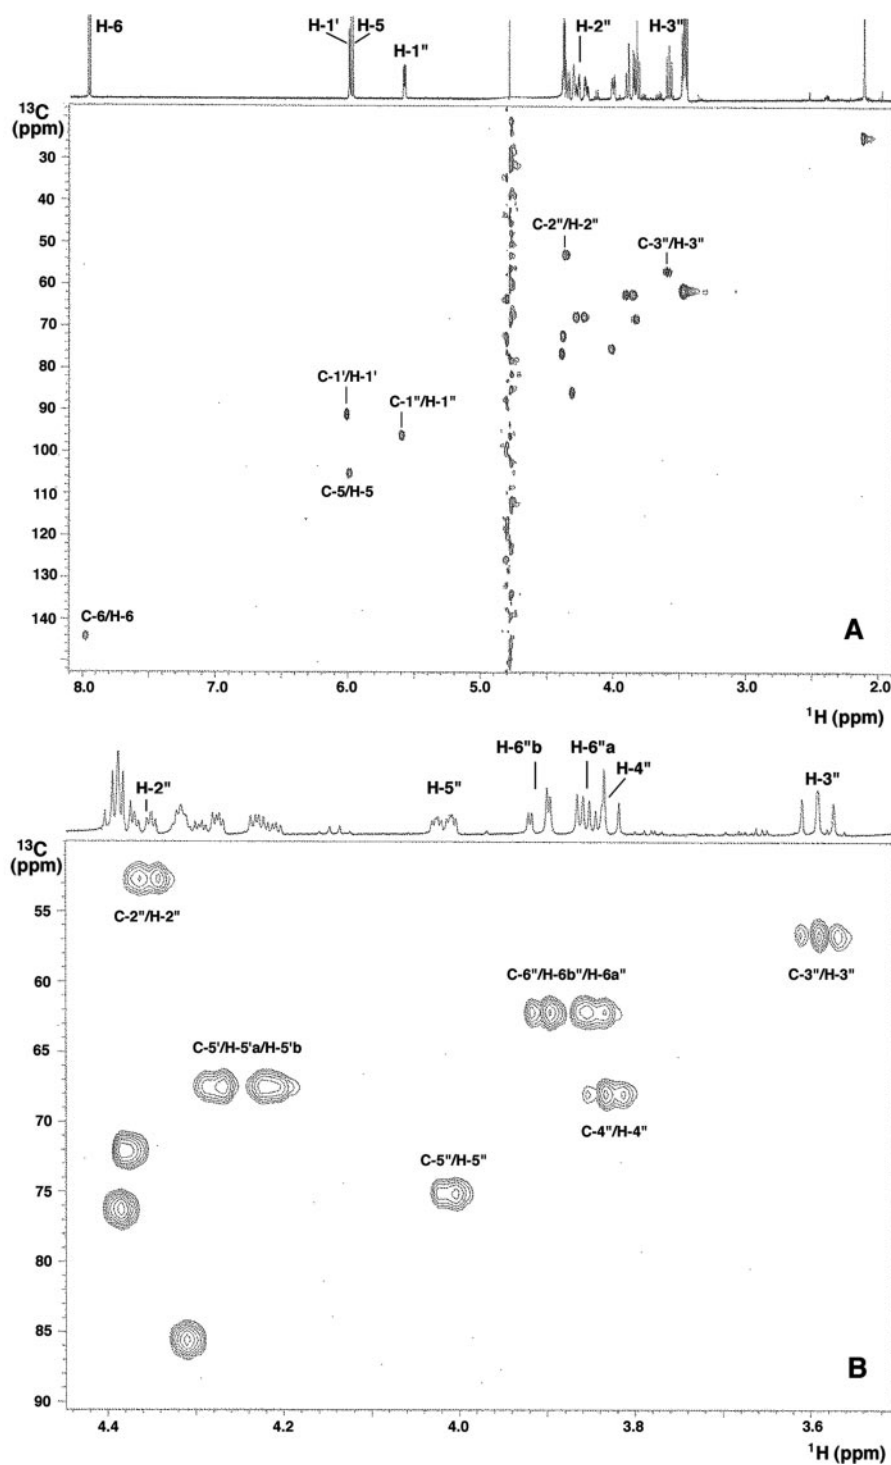 H-6
H-1'
H-5
H-1"
H-2"
H-3"
13C
(ppm)
30
40
50
60
70
80
90
100
110
120
130
140
C-2"/H-2"
C-3"/H-3"
C-1'/H-1'
C-1"/H-1"
C-5/H-5
C-6/H-6
A
8.0
7.0
6.0
5.0
4.0
3.0
2.0
1H (ppm)
H-2"
H-5"
H-6"b
H-6"a
H-4"
H-3"
13C
(ppm)
55
60
65
70
75
80
85
90
C-2"/H-2"
C-6"/H-6b"/H-6a"
C-3"/H-3"
C-5'/H-5'a/H-5'b
C-4"/H-4"
C-5"/H-5"
B
4.4
4.2
4.0
3.8
3.6
1H (ppm)